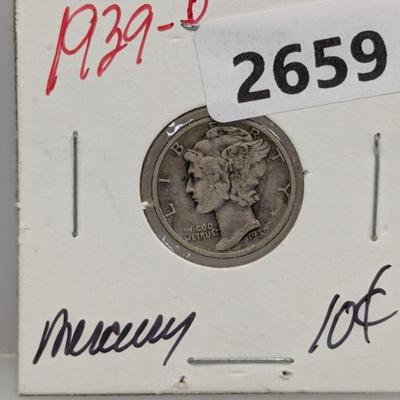 1939-D
2659
LIBERTY
IN GOD
WE TRUST
1939
Mercury
10¢